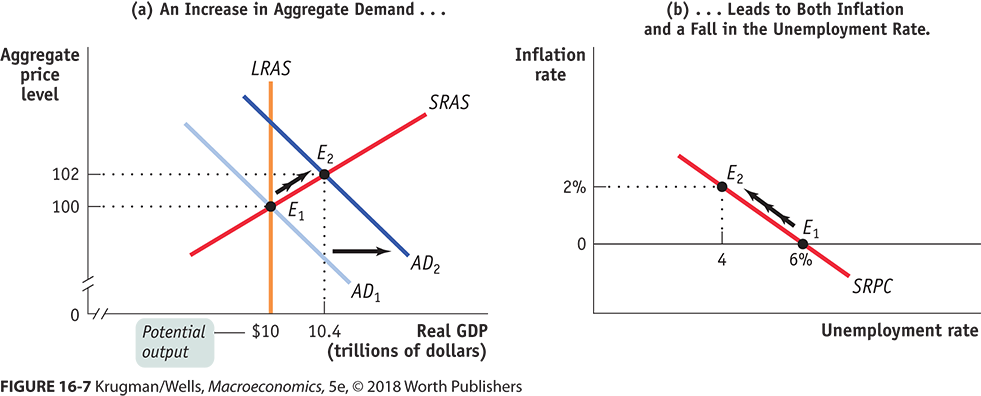 (a) An Increase in Aggregate Demand . . .
Aggregate
price
level
LRAS
SRAS
E2
102
100
E1
AD2
AD1
0
Potential
output
$10
10.4
Real GDP
(trillions of dollars)
(b) . . . Leads to Both Inflation
and a Fall in the Unemployment Rate.
Inflation
rate
E2
2%
E1
0
4
6%
SRPC
Unemployment rate
FIGURE 16-7 Krugman/Wells, Macroeconomics, 5e, © 2018 Worth Publishers